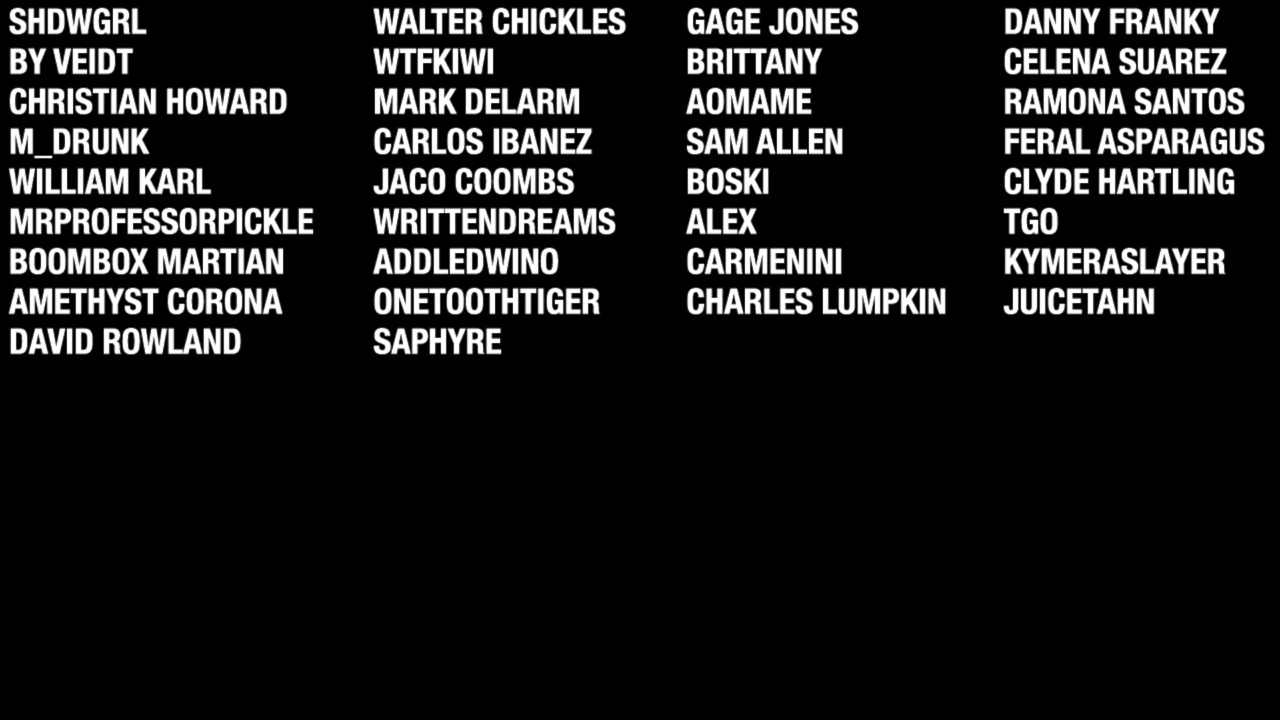 SHDWGRL
BY VEIDT
CHRISTIAN HOWARD
M_DRUNK
WILLIAM KARL
MRPROFESSORPICKLE
BOOMBOX MARTIAN
AMETHYST CORONA
DAVID ROWLAND
WALTER CHICKLES
WTFKIWI
MARK DELARM
CARLOS IBANEZ
JACO COOMBS
WRITTENDREAMS
ADDLEDWINO
ONETOOTHTIGER
SAPHYRE
GAGE JONES
BRITTANY
AOMAME
SAM ALLEN
BOSKI
ALEX
CARMENINI
CHARLES LUMPKIN
DANNY FRANKY
CELENA SUAREZ
RAMONA SANTOS
FERAL ASPARAGUS
CLYDE HARTLING
TGO
KYMERASLAYER
JUICETAHN